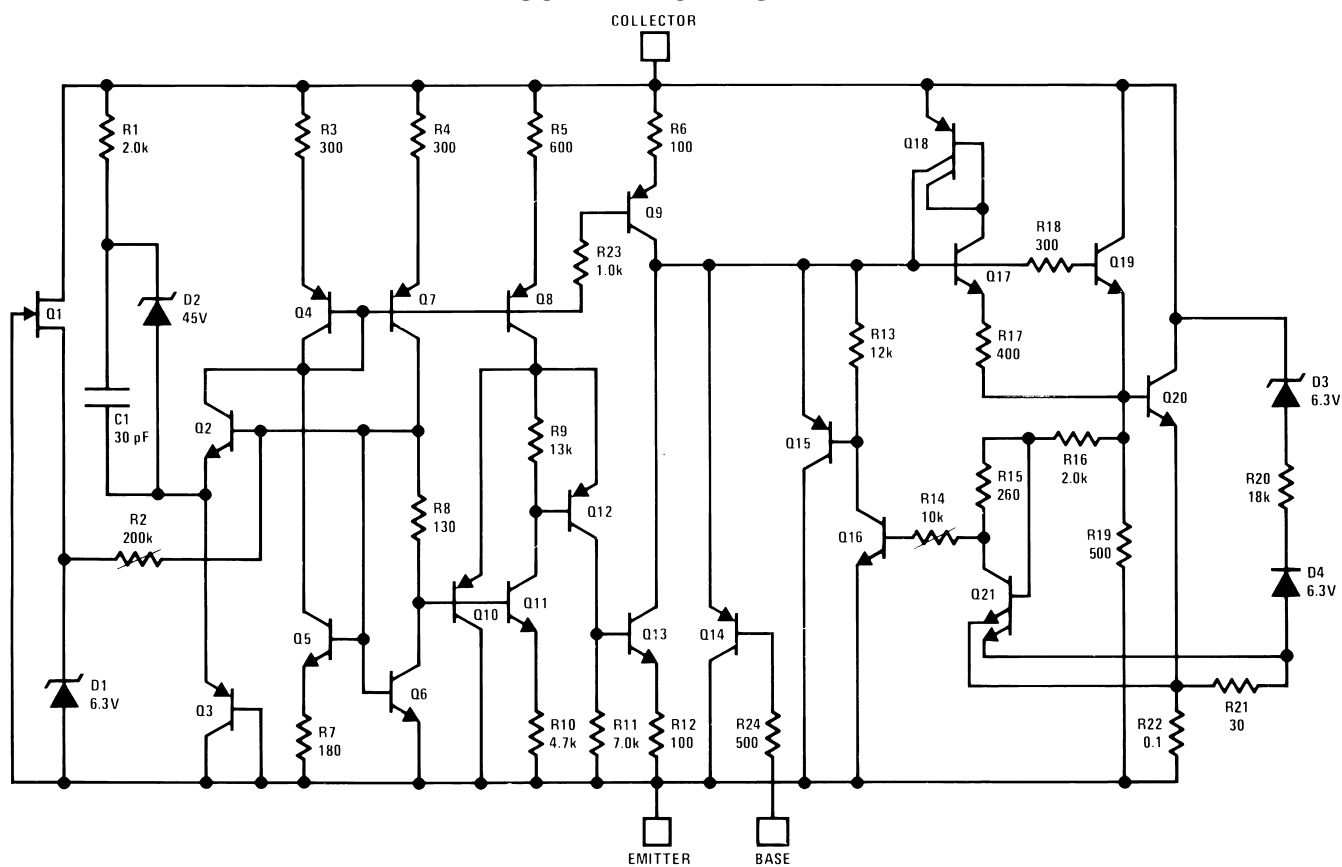 COLLECTOR
R1
2.0k
R3
300
R4
300
R5
600
R6
100
Q18
Q9
R18
300
R23
1.0k
Q17
Q19
Q1
D2
45V
Q4
Q7
Q8
R13
12k
R17
400
C1
30 pF
Q2
R9
13k
Q15
Q20
D3
6.3V
R2
200k
R8
130
Q12
R14
10k
R15
260
R16
2.0k
R20
18k
Q16
R19
500
D4
6.3V
Q5
Q10
Q11
Q13
Q14
Q21
D1
6.3V
Q3
Q6
R7
180
R10
4.7k
R11
7.0k
R12
100
R24
500
R22
0.1
R21
30
EMITTER
BASE